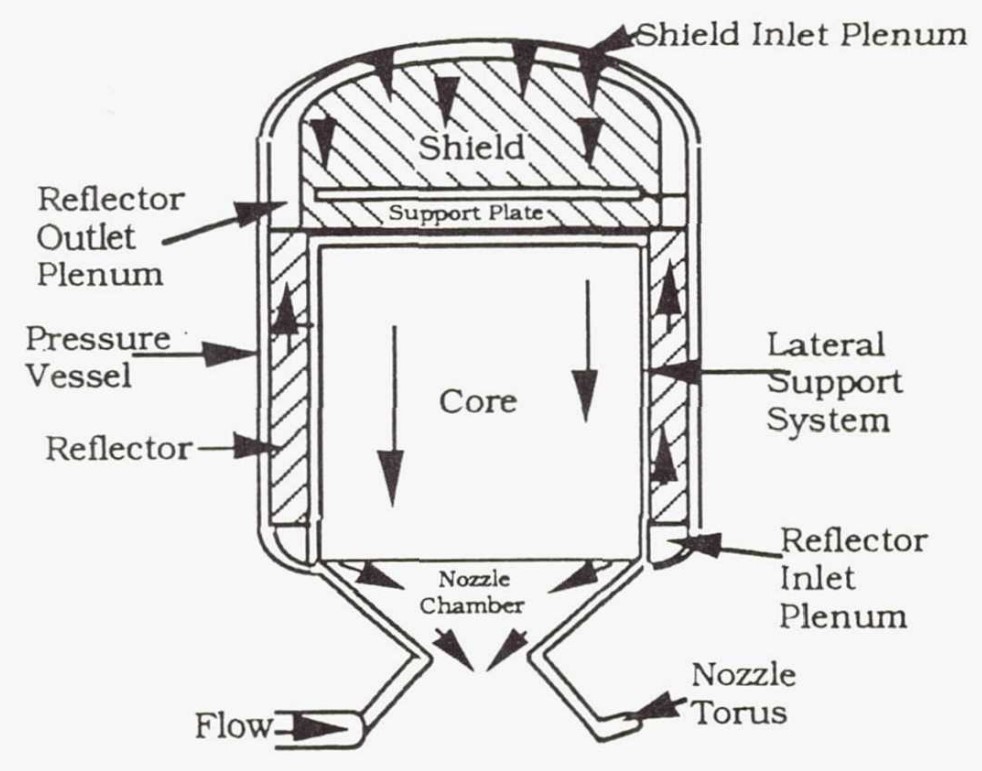 Shield Inlet Plenum
Shield
Reflector
Outlet
Plenum
Support Plate
Pressure
Vessel
Lateral
Support
System
Core
Reflector
Reflector
Inlet
Plenum
Nozzle
Chamber
Nozzle
Torus
Flow